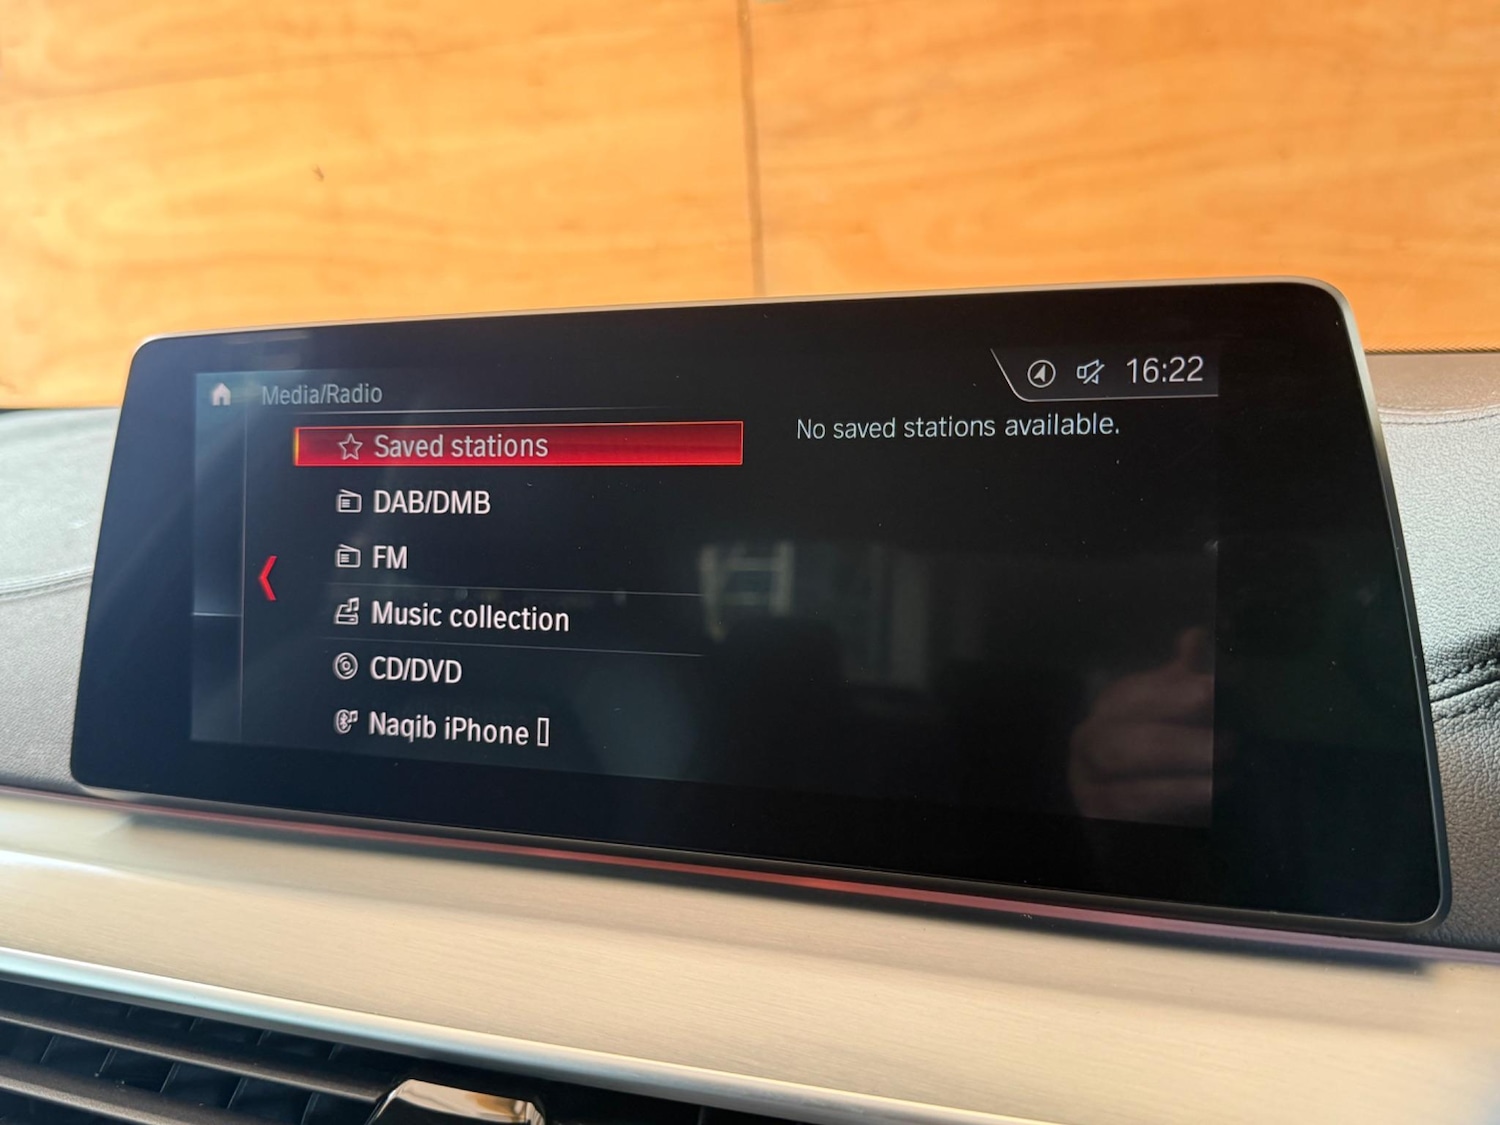 Media/Radio
16:22
Saved stations
No saved stations available.
DAB/DMB
FM
Music collection
CD/DVD
Naqib iPhone ▯